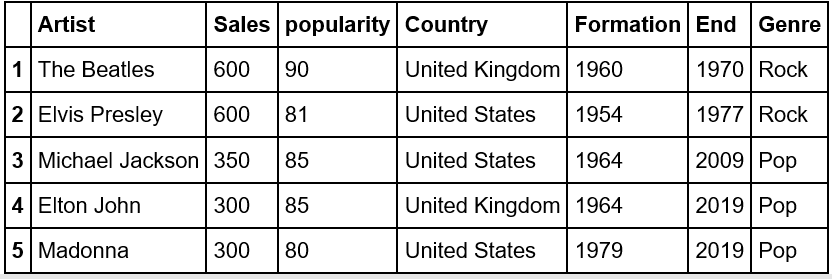 Artist Sales popularity Country Formation End Genre
1 The Beatles 600 90 United Kingdom 1960 1970 Rock
2 Elvis Presley 600 81 United States 1954 1977 Rock
3 Michael Jackson 350 85 United States 1964 2009 Pop
4 Elton John 300 85 United Kingdom 1964 2019 Pop
5 Madonna 300 80 United States 1979 2019 Pop